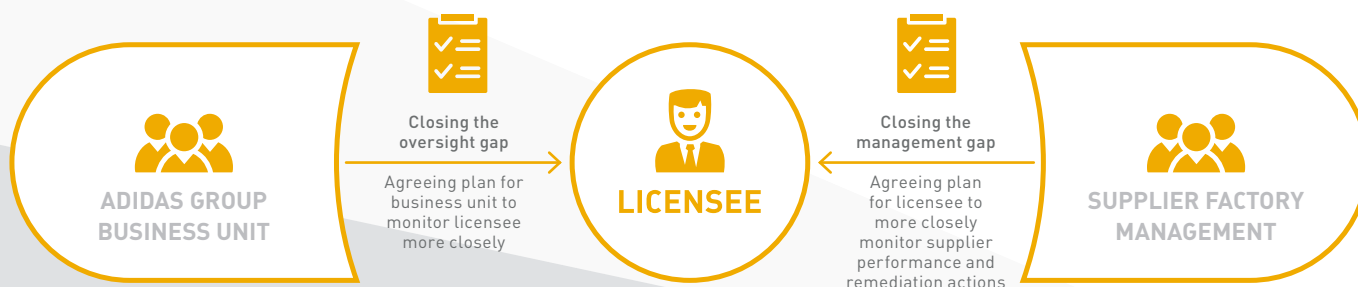 ADIDAS GROUP
BUSINESS UNIT
Closing the
oversight gap
Agreeing plan for
business unit to
monitor licensee
more closely
LICENSEE
Closing the
management gap
Agreeing plan
for licensee to
more closely
monitor supplier
performance and
remediation actions
SUPPLIER FACTORY
MANAGEMENT